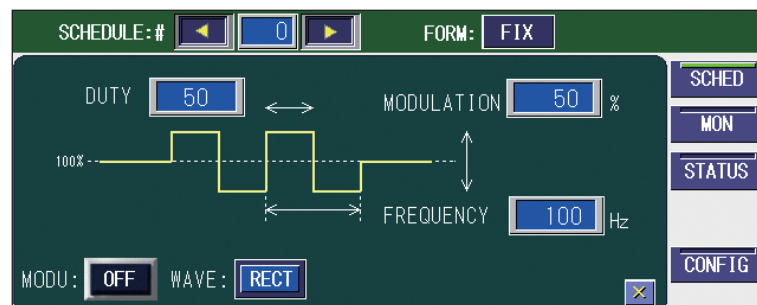 SCHEDULE:# 0 FORM: FIX
SCHED
DUTY 50 MODULATION 50 %
MON
100%
STATUS
FREQUENCY 100 Hz
CONFIG
MODU: OFF WAVE: RECT
×